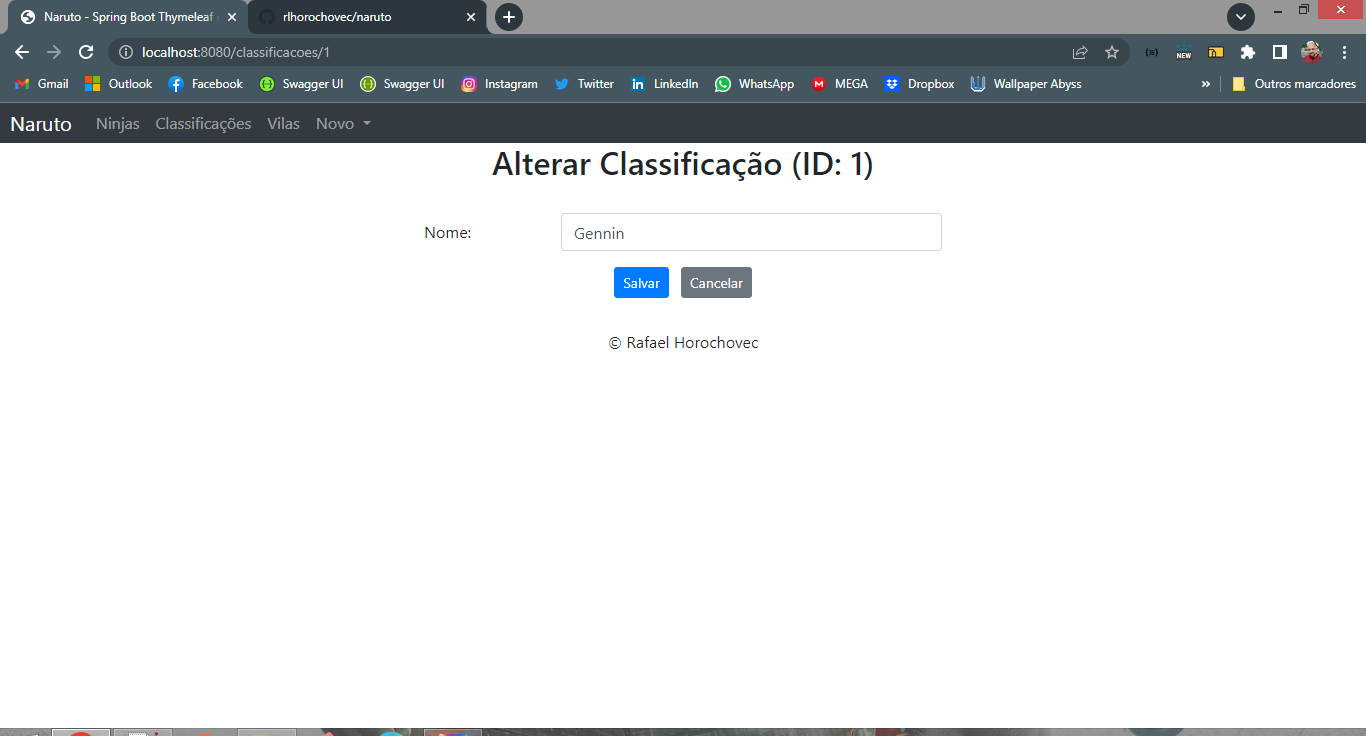 Naruto - Spring Boot Thymeleaf
rlhorochovec/naruto
localhost:8080/classificacoes/1
NEW
Gmail
Outlook
Facebook
Swagger UI
Swagger UI
Instagram
Twitter
LinkedIn
WhatsApp
MEGA
Dropbox
Wallpaper Abyss
»
Outros marcadores
Naruto
Ninjas
Classificações
Vilas
Novo
Alterar Classificação (ID: 1)
Nome:
Gennin
Salvar
Cancelar
© Rafael Horochovec